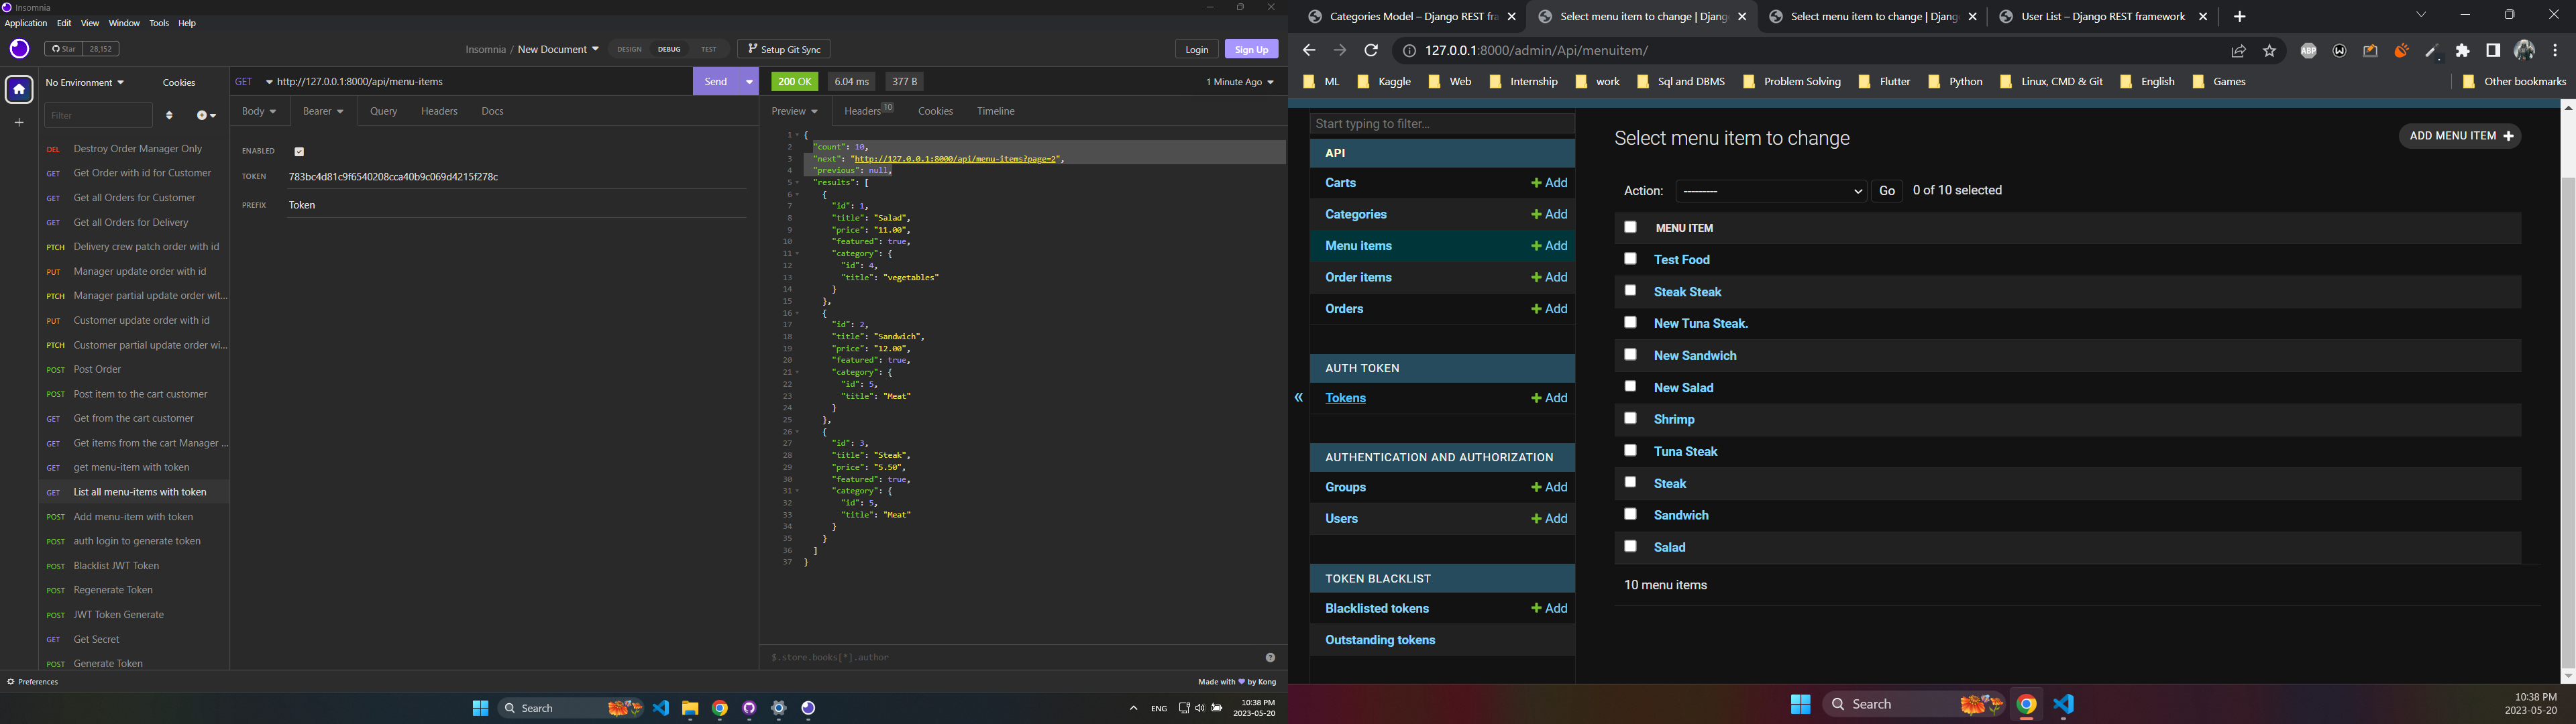 Insomnia
Application Edit View Window Tools Help
Star 28,152
Insomnia / New Document
DESIGN DEBUG TEST
Setup Git Sync
Login Sign Up
No Environment Cookies
Filter
DEL Destroy Order Manager Only
GET Get Order with id for Customer
GET Get all Orders for Customer
GET Get all Orders for Delivery
PTCH Delivery crew patch order with id
PUT Manager update order with id
PTCH Manager partial update order wit...
PUT Customer update order with id
PTCH Customer partial update order wi...
POST Post Order
POST Post item to the cart customer
GET Get from the cart customer
GET Get items from the cart Manager ...
GET get menu-item with token
GET List all menu-items with token
POST Add menu-item with token
POST auth login to generate token
POST Blacklist JWT Token
POST Regenerate Token
POST JWT Token Generate
GET Get Secret
POST Generate Token
Preferences
GET http://127.0.0.1:8000/api/menu-items Send
Body Bearer Query Headers Docs
ENABLED
TOKEN 783bc4d81c9f6540208cca40b9c069d4215f278c
PREFIX Token
200 OK 6.04 ms 377 B 1 Minute Ago
Preview Headers 10 Cookies Timeline
1 {
2 "count": 10,
3 "next": "http://127.0.0.1:8000/api/menu-items?page=2",
4 "previous": null,
5 "results": [
6 {
7 "id": 1,
8 "title": "Salad",
9 "price": "11.00",
10 "featured": true,
11 "category": {
12 "id": 4,
13 "title": "vegetables"
14 }
15 },
16 {
17 "id": 2,
18 "title": "Sandwich",
19 "price": "12.00",
20 "featured": true,
21 "category": {
22 "id": 5,
23 "title": "Meat"
24 }
25 },
26 {
27 "id": 3,
28 "title": "Steak",
29 "price": "5.50",
30 "featured": true,
31 "category": {
32 "id": 5,
33 "title": "Meat"
34 }
35 }
36 ]
37 }
$.store.books[*].author
Made with by Kong
Search
ENG
10:38 PM
2023-05-20
Categories Model – Django REST fra
Select menu item to change | Djang
Select menu item to change | Djang
User List – Django REST framework
127.0.0.1:8000/admin/Api/menuitem/
ABP
ML Kaggle Web Internship work Sql and DBMS Problem Solving Flutter Python Linux, CMD & Git English Games Other bookmarks
Start typing to filter...
API
Carts + Add
Categories + Add
Menu items + Add
Order items + Add
Orders + Add
AUTH TOKEN
Tokens + Add
AUTHENTICATION AND AUTHORIZATION
Groups + Add
Users + Add
TOKEN BLACKLIST
Blacklisted tokens + Add
Outstanding tokens
«
Select menu item to change
ADD MENU ITEM +
Action: --------- Go 0 of 10 selected
MENU ITEM
Test Food
Steak Steak
New Tuna Steak.
New Sandwich
New Salad
Shrimp
Tuna Steak
Steak
Sandwich
Salad
10 menu items
Search
10:38 PM
2023-05-20